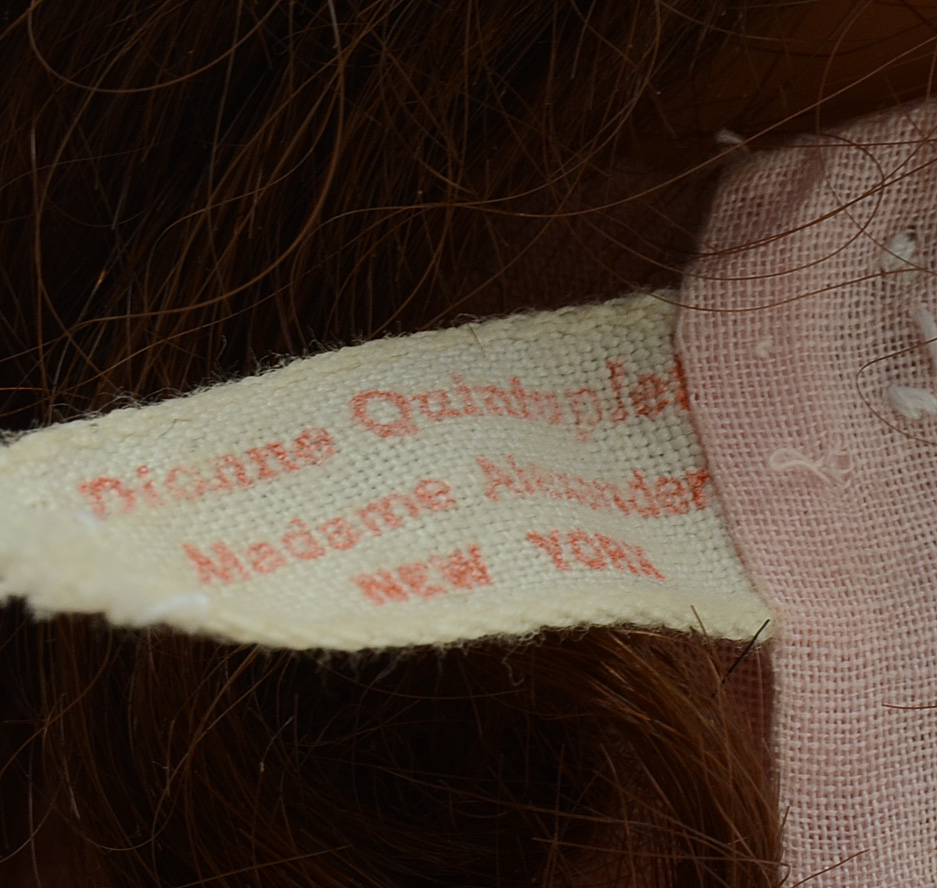 Dionne Quintuplet
Madame Alexander
NEW YORK